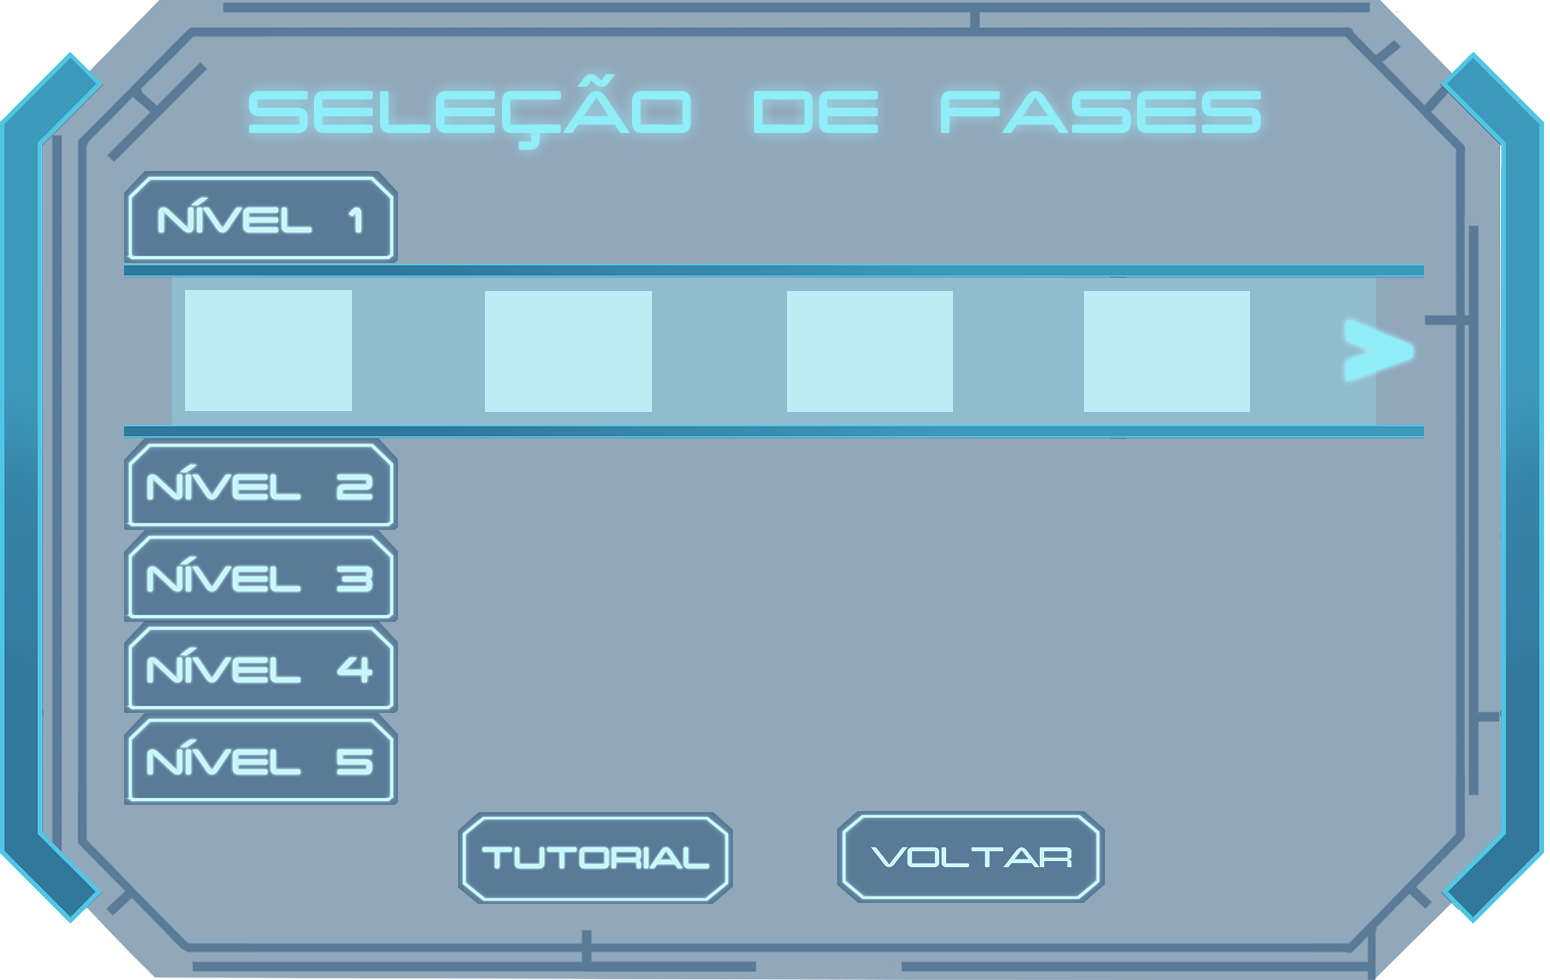 SELEÇÃO DE FASES
NÍVEL 1
>
NÍVEL 2
NÍVEL 3
NÍVEL 4
NÍVEL 5
TUTORIAL
VOLTAR